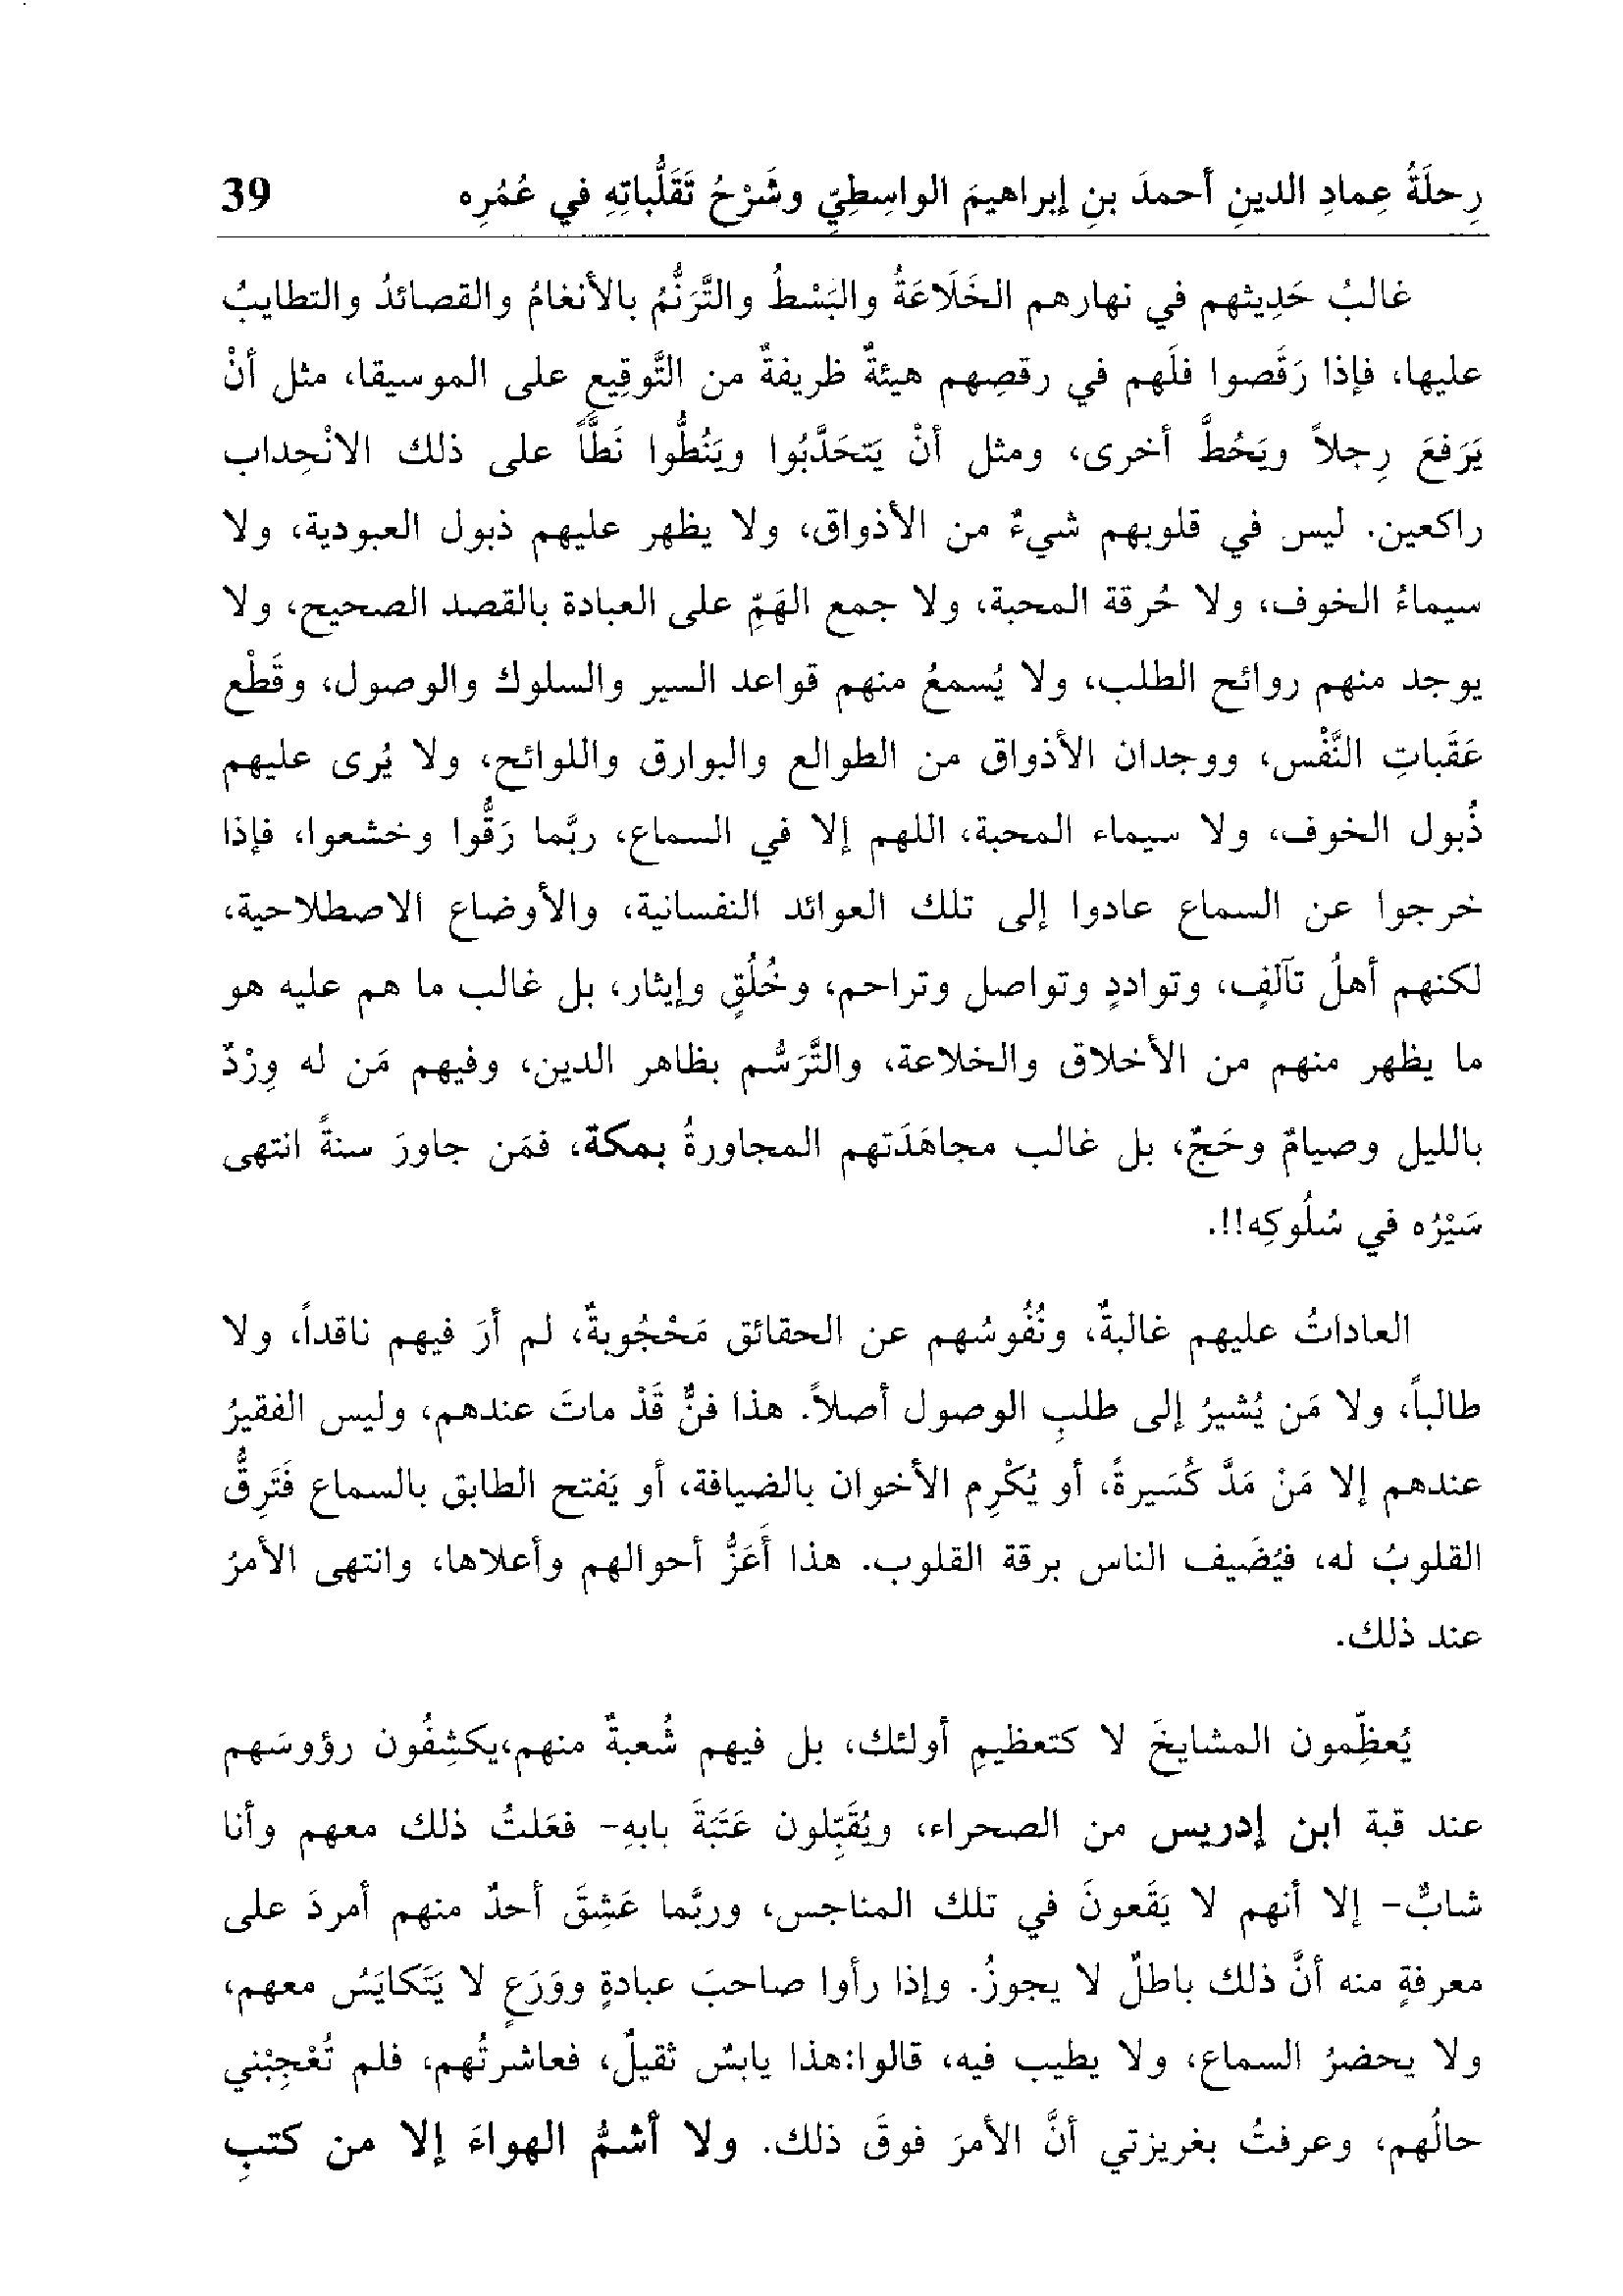 رِحلَةُ عِمادِ الدينِ أحمدَ بنِ إبراهيمَ الواسِطِيِّ وشَرْحُ تَقَلُّباتِهِ في عُمُرِه 39
غالبُ حَدِيثهم في نهارهم الخَلَاعَةُ والبَسْطُ والتَّرَنُّمُ بالأنغامُ والقصائدُ والتطايبُ
عليها، فإذا رَقَصوا فلَهم في رقصِهم هيئةٌ ظريفةٌ من التَّوقِيع على الموسيقا، مثل أنْ
يَرَفعَ رِجلاً ويَحُطَّ أخرى، ومثل أنْ يَتحَدَّبُوا ويَنُطُّوا نَطَّاً على ذلك الانْحِداب
راكعين. ليس في قلوبهم شيءٌ من الأذواق، ولا يظهر عليهم ذبول العبودية، ولا
سيماءُ الخوف، ولا حُرقة المحبة، ولا جمع الهَمِّ على العبادة بالقصد الصحيح، ولا
يوجد منهم روائح الطلب، ولا يُسمعُ منهم قواعد السير والسلوك والوصول، وقَطْع
عَقَباتِ النَّفْس، ووجدان الأذواق من الطوالع والبوارق واللوائح، ولا يُرى عليهم
ذُبول الخوف، ولا سيماء المحبة، اللهم إلا في السماع، ربَّما رَقُّوا وخشعوا، فإذا
خرجوا عن السماع عادوا إلى تلك العوائد النفسانية، والأوضاع الاصطلاحية،
لكنهم أهلُ تآلفٍ، وتواددٍ وتواصل وتراحم، وخُلُقٍ وإيثار، بل غالب ما هم عليه هو
ما يظهر منهم من الأخلاق والخلاعة، والتَّرَسُّم بظاهر الدين، وفيهم مَن له وِرْدٌ
بالليل وصيامٌ وحَجٌ، بل غالب مجاهَدَتهم المجاورةُ بمكة، فمَن جاورَ سنةً انتهى
سَيْرُه في سُلُوكِه!!.
العاداتُ عليهم غالبةٌ، ونُفُوسُهم عن الحقائق مَحْجُوبةٌ، لم أرَ فيهم ناقداً، ولا
طالباً، ولا مَن يُشيرُ إلى طلبِ الوصول أصلاً. هذا فنٌّ قَدْ ماتَ عندهم، وليس الفقيرُ
عندهم إلا مَنْ مَدَّ كُسَيرةً، أو يُكْرِم الأخوان بالضيافة، أو يَفتح الطابق بالسماع فَتَرِقُّ
القلوبُ له، فيُضَيف الناس برقة القلوب. هذا أَعَزُّ أحوالهم وأعلاها، وانتهى الأمرُ
عند ذلك.
يُعظِّمون المشايخَ لا كتعظيمِ أولئك، بل فيهم شُعبةٌ منهم،يكشِفُون رؤوسَهم
عند قبة ابن إدريس من الصحراء، ويُقَبِّلون عَتَبَةَ بابهِ- فعَلتُ ذلك معهم وأنا
شابٌّ- إلا أنهم لا يَقَعونَ في تلك المناجس، وربَّما عَشِقَ أحدٌ منهم أمردَ على
معرفةٍ منه أنَّ ذلك باطلٌ لا يجوزُ. وإذا رأوا صاحبَ عبادةٍ ووَرَعٍ لا يَتَكايَسُ معهم،
ولا يحضرُ السماع، ولا يطيب فيه، قالوا:هذا يابسٌ ثقيلٌ، فعاشرتُهم، فلم تُعْجِبْني
حالُهم، وعرفتُ بغريزتي أنَّ الأمرَ فوقَ ذلك. ولا أشمُّ الهواءَ إلا من كتبِ